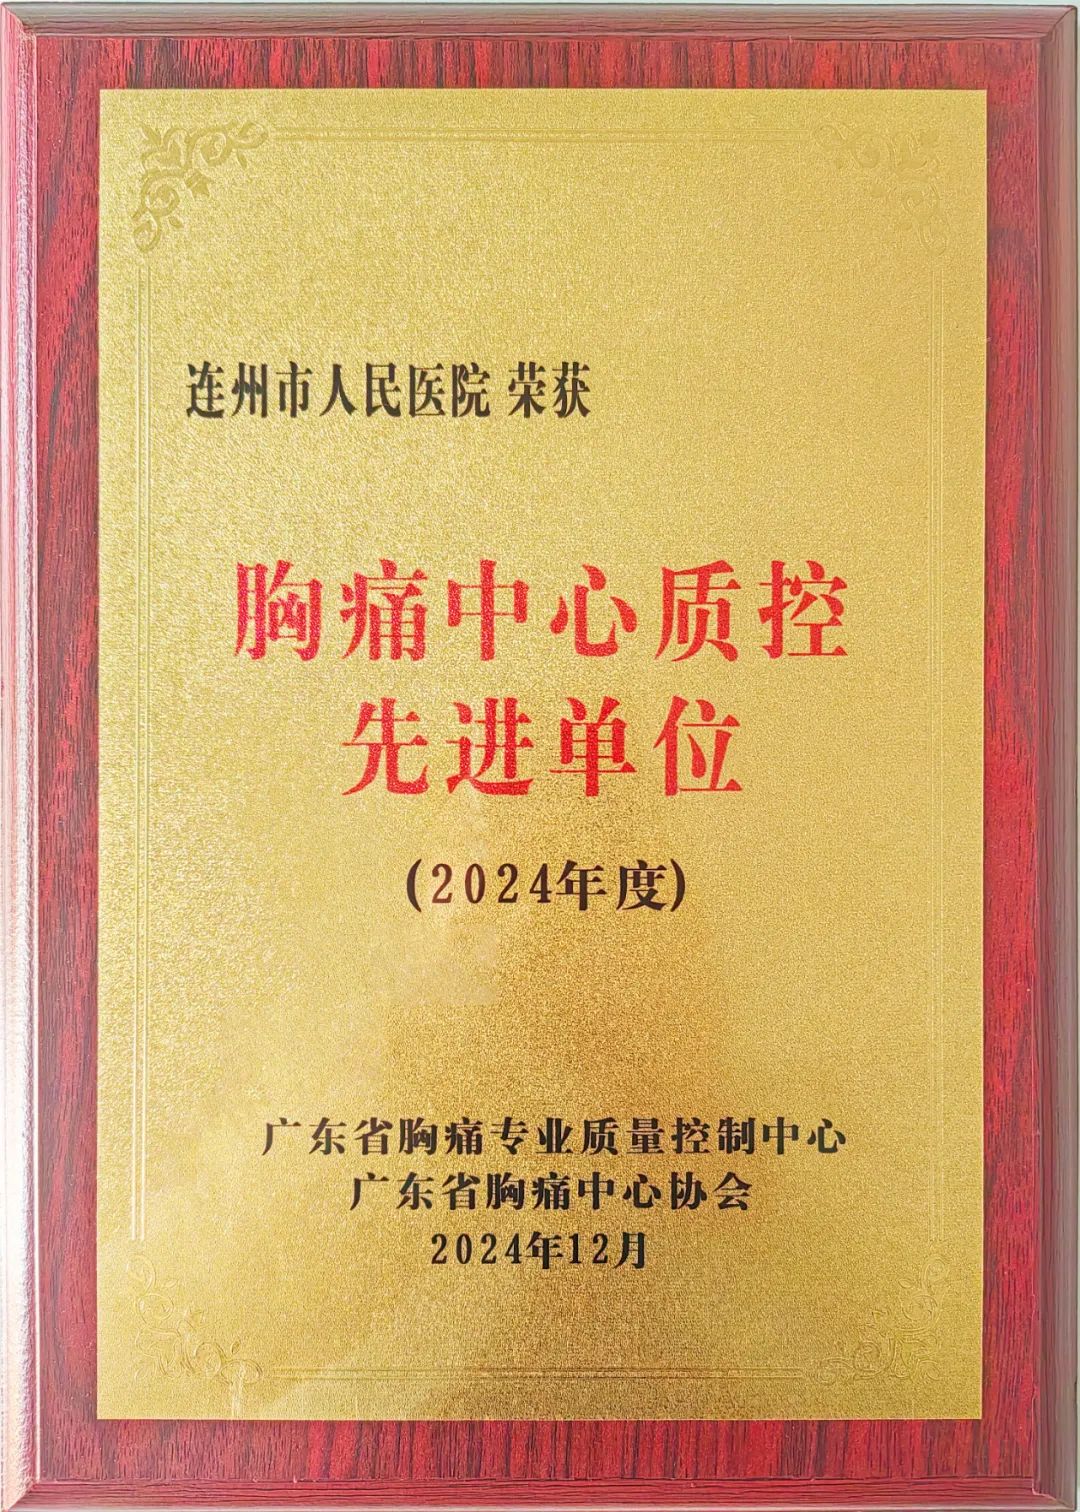 连州市人民医院 荣获
胸痛中心质控
先进单位
(2024年度)
广东省胸痛专业质量控制中心
广东省胸痛中心协会
2024年12月